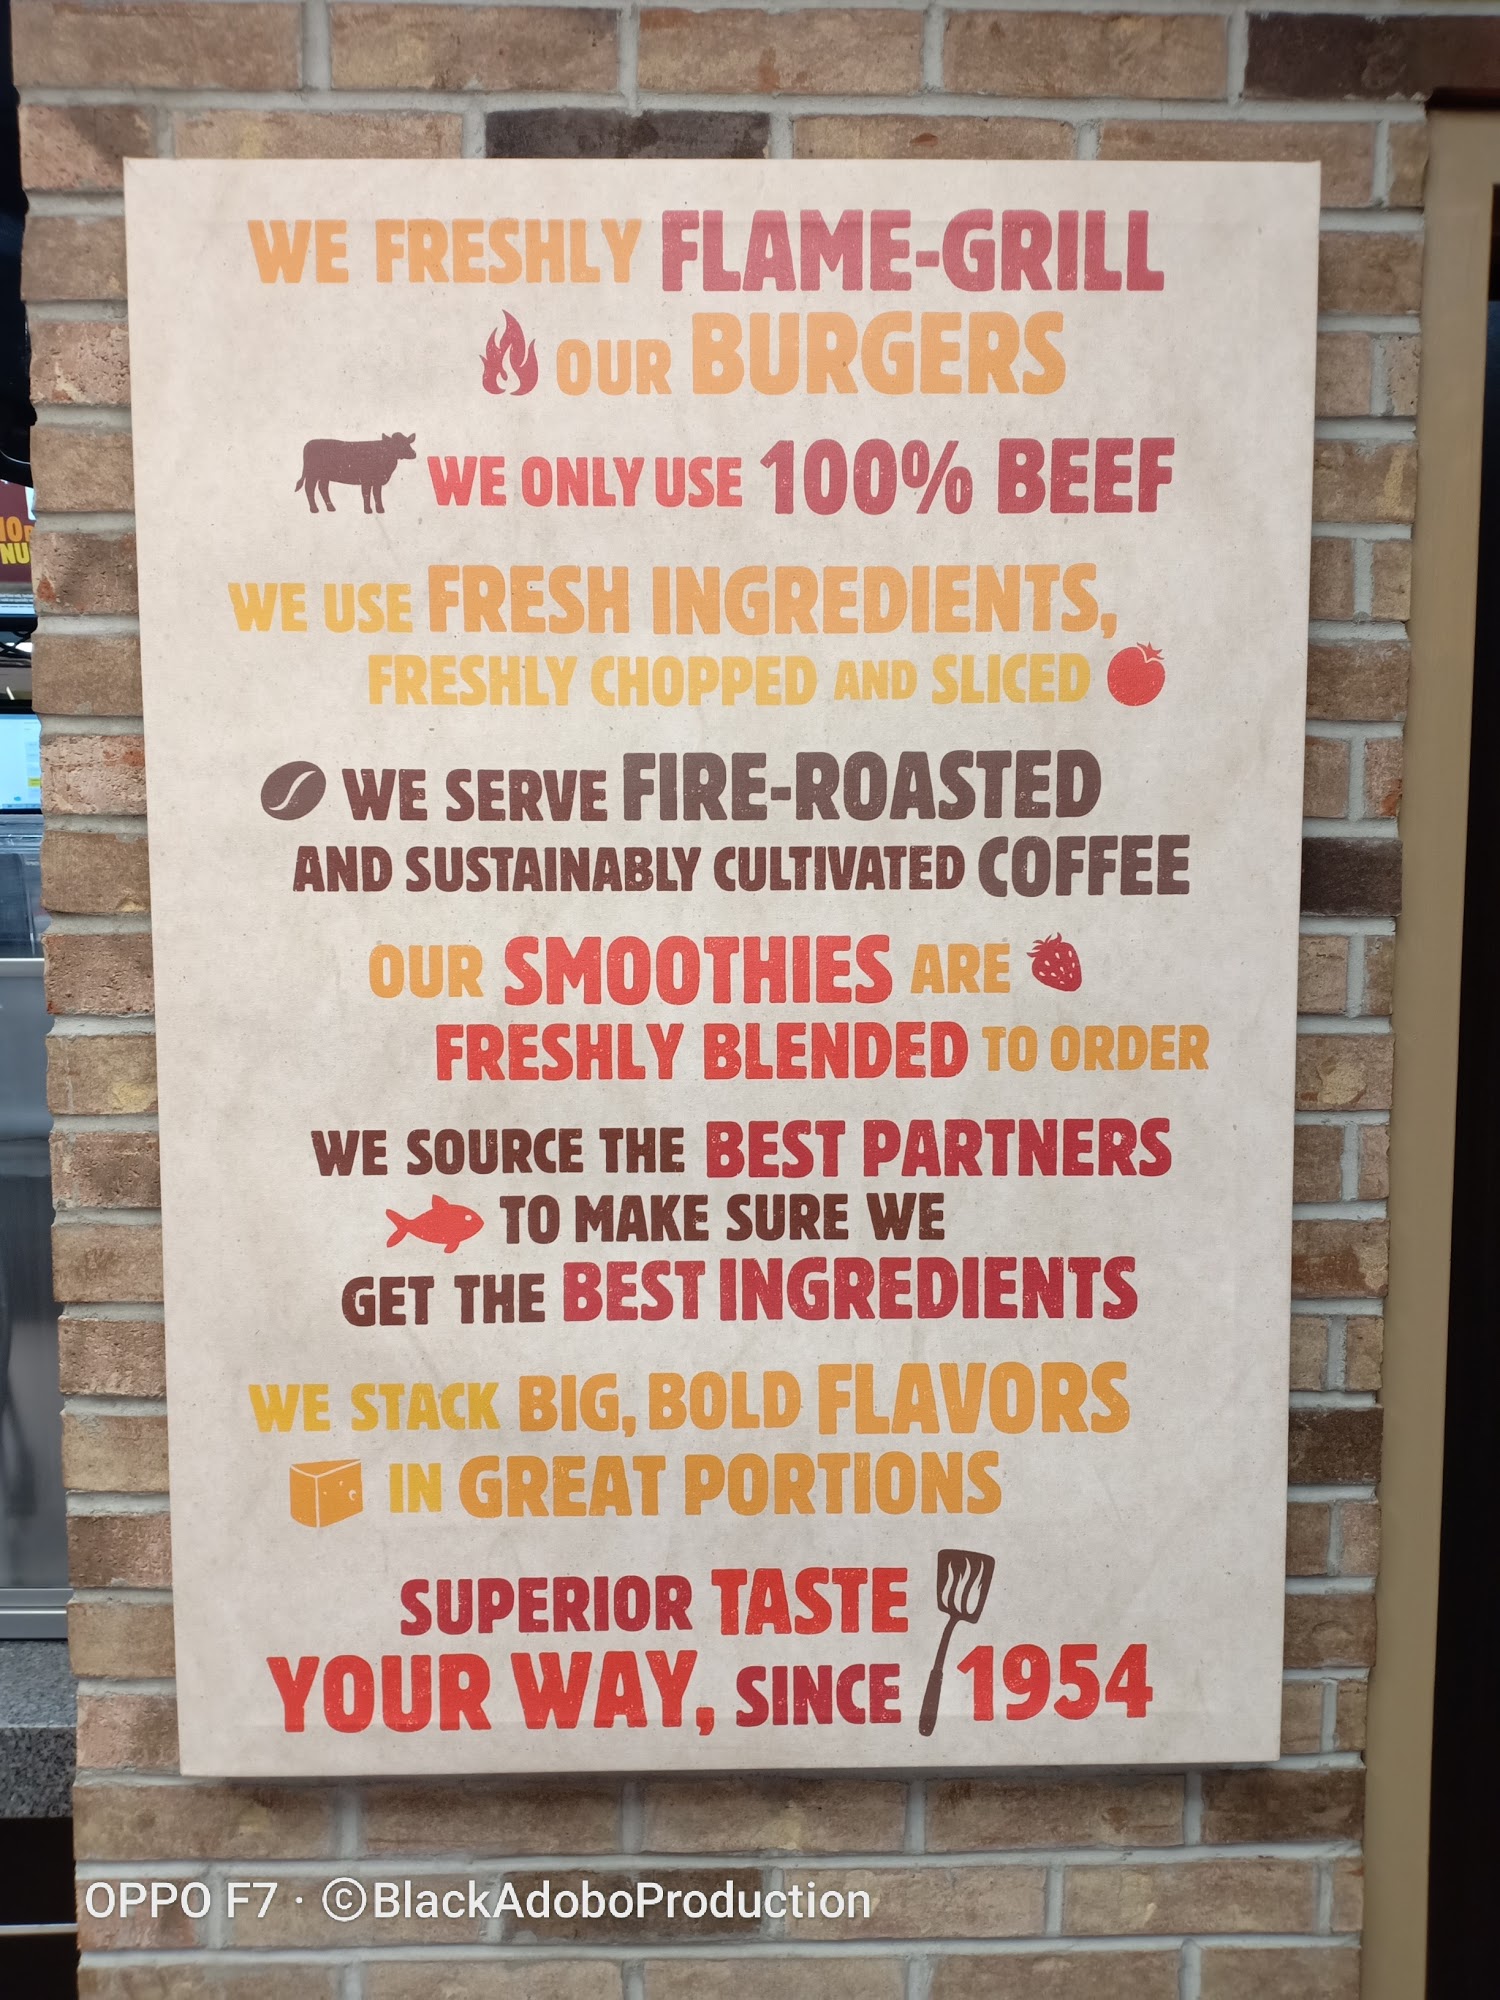 WE FRESHLY FLAME-GRILL
OUR BURGERS
WE ONLY USE 100% BEEF
WE USE FRESH INGREDIENTS,
FRESHLY CHOPPED AND SLICED
WE SERVE FIRE-ROASTED
AND SUSTAINABLY CULTIVATED COFFEE
OUR SMOOTHIES ARE
FRESHLY BLENDED TO ORDER
WE SOURCE THE BEST PARTNERS
TO MAKE SURE WE
GET THE BEST INGREDIENTS
WE STACK BIG, BOLD FLAVORS
IN GREAT PORTIONS
SUPERIOR TASTE
YOUR WAY, SINCE 1954
OPPO F7 · ©BlackAdoboProduction